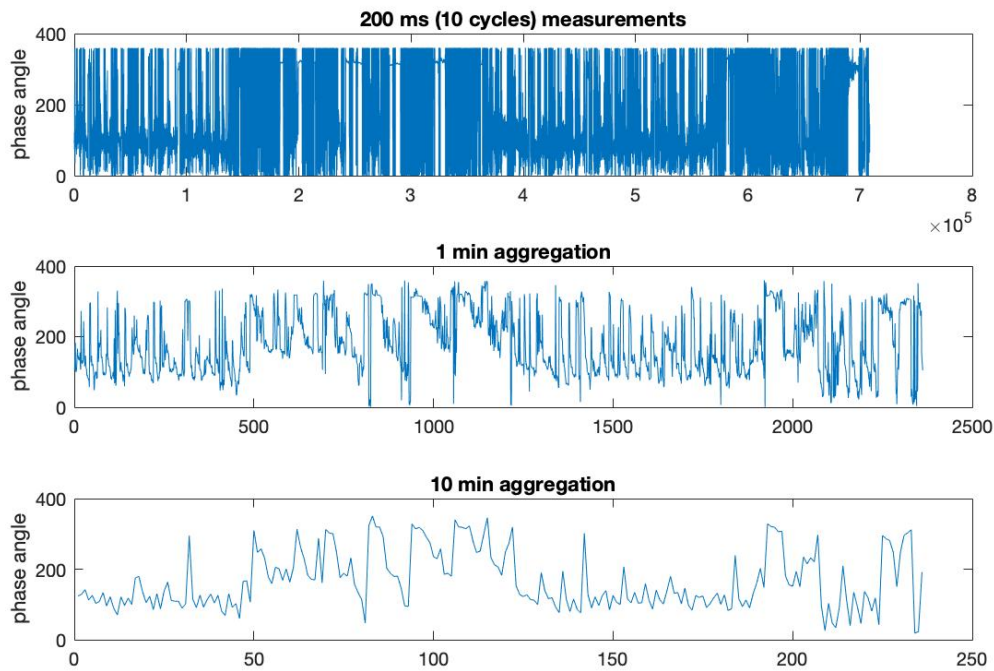 200 ms (10 cycles) measurements
400
200
0
phase angle
0 1 2 3 4 5 6 7 8
×10⁵
1 min aggregation
400
200
0
phase angle
0 500 1000 1500 2000 2500
10 min aggregation
400
200
0
phase angle
0 50 100 150 200 250